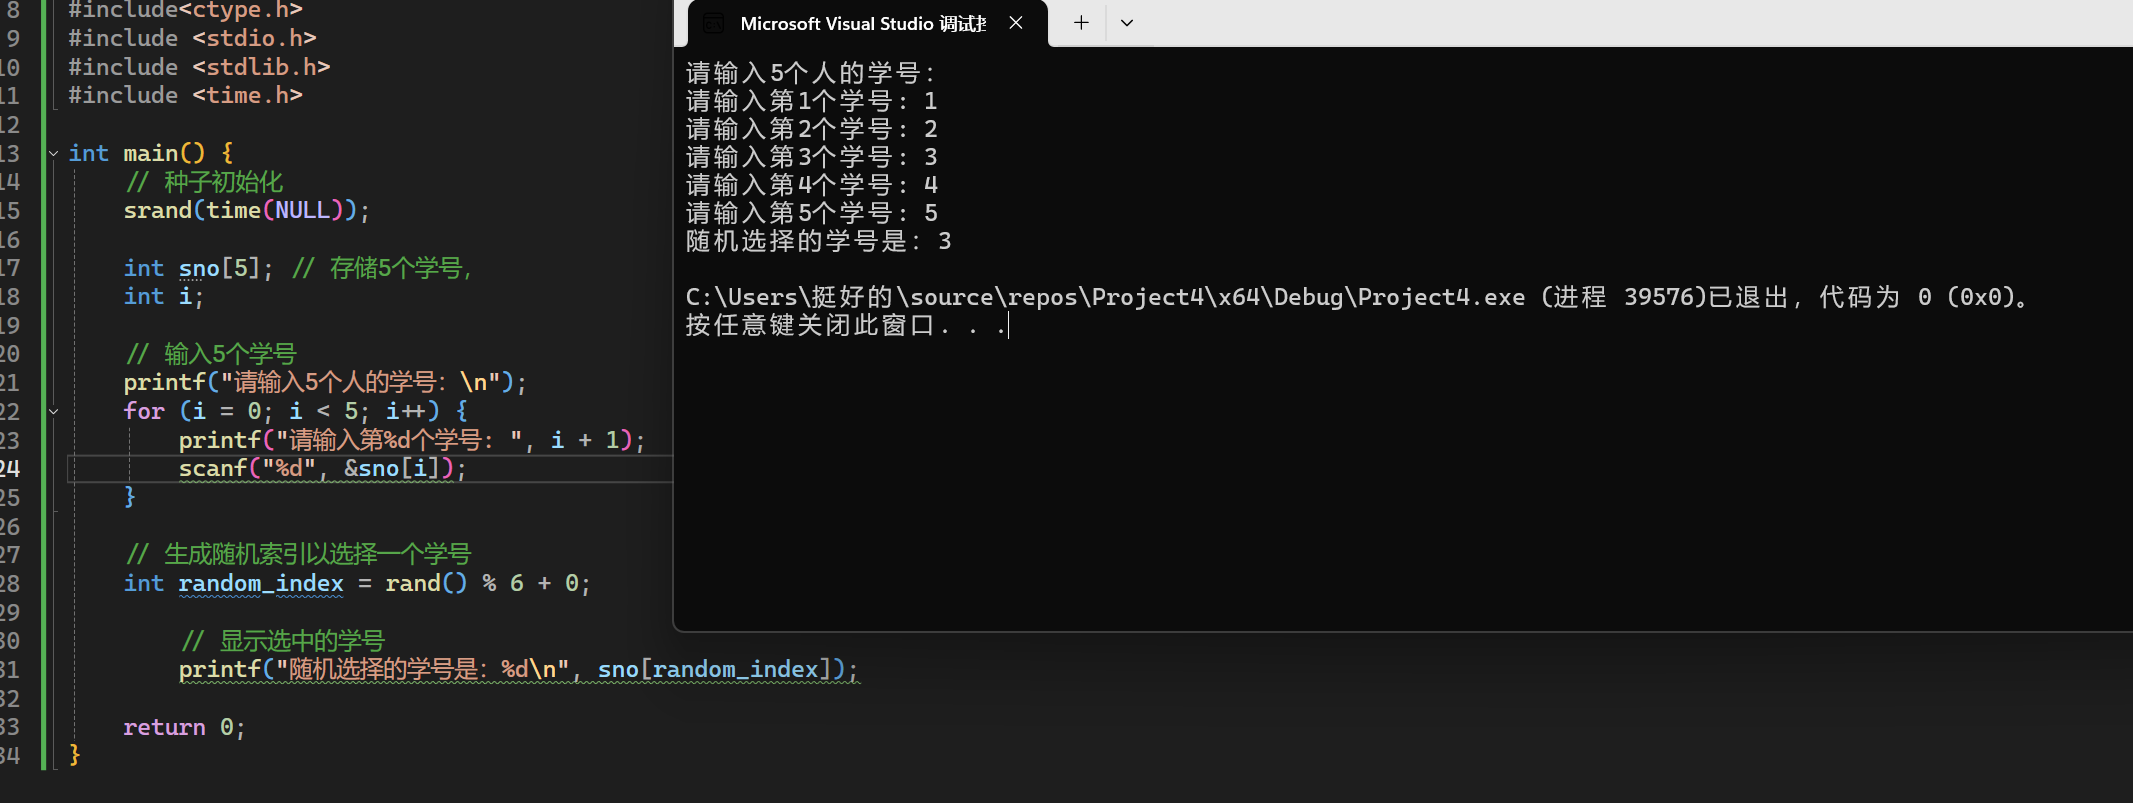 8 #include<ctype.h>
9 #include <stdio.h>
10 #include <stdlib.h>
11 #include <time.h>
12
13 int main() {
14 // 种子初始化
15 srand(time(NULL));
16
17 int sno[5]; // 存储5个学号，
18 int i;
19
20 // 输入5个学号
21 printf("请输入5个人的学号：\n");
22 for (i = 0; i < 5; i++) {
23 printf("请输入第%d个学号：", i + 1);
24 scanf("%d", &sno[i]);
25 }
26
27 // 生成随机索引以选择一个学号
28 int random_index = rand() % 6 + 0;
29
30 // 显示选中的学号
31 printf("随机选择的学号是：%d\n", sno[random_index]);
32
33 return 0;
34 }
Microsoft Visual Studio 调试
请输入5个人的学号：
请输入第1个学号：1
请输入第2个学号：2
请输入第3个学号：3
请输入第4个学号：4
请输入第5个学号：5
随机选择的学号是：3
C:\Users\挺好的\source\repos\Project4\x64\Debug\Project4.exe (进程 39576)已退出，代码为 0 (0x0)。
按任意键关闭此窗口. . .